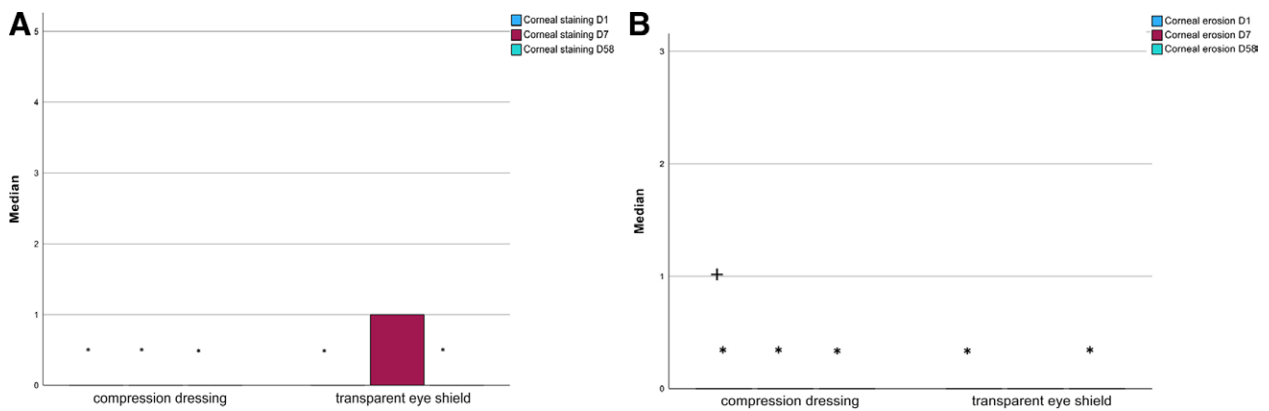 A
Corneal staining D1
Corneal staining D7
Corneal staining D58
5
4
3
2
1
0
Median
* * * * *
compression dressing transparent eye shield
B
Corneal erosion D1
Corneal erosion D7
Corneal erosion D58
3
2
1
0
Median
+
* * * * *
compression dressing transparent eye shield